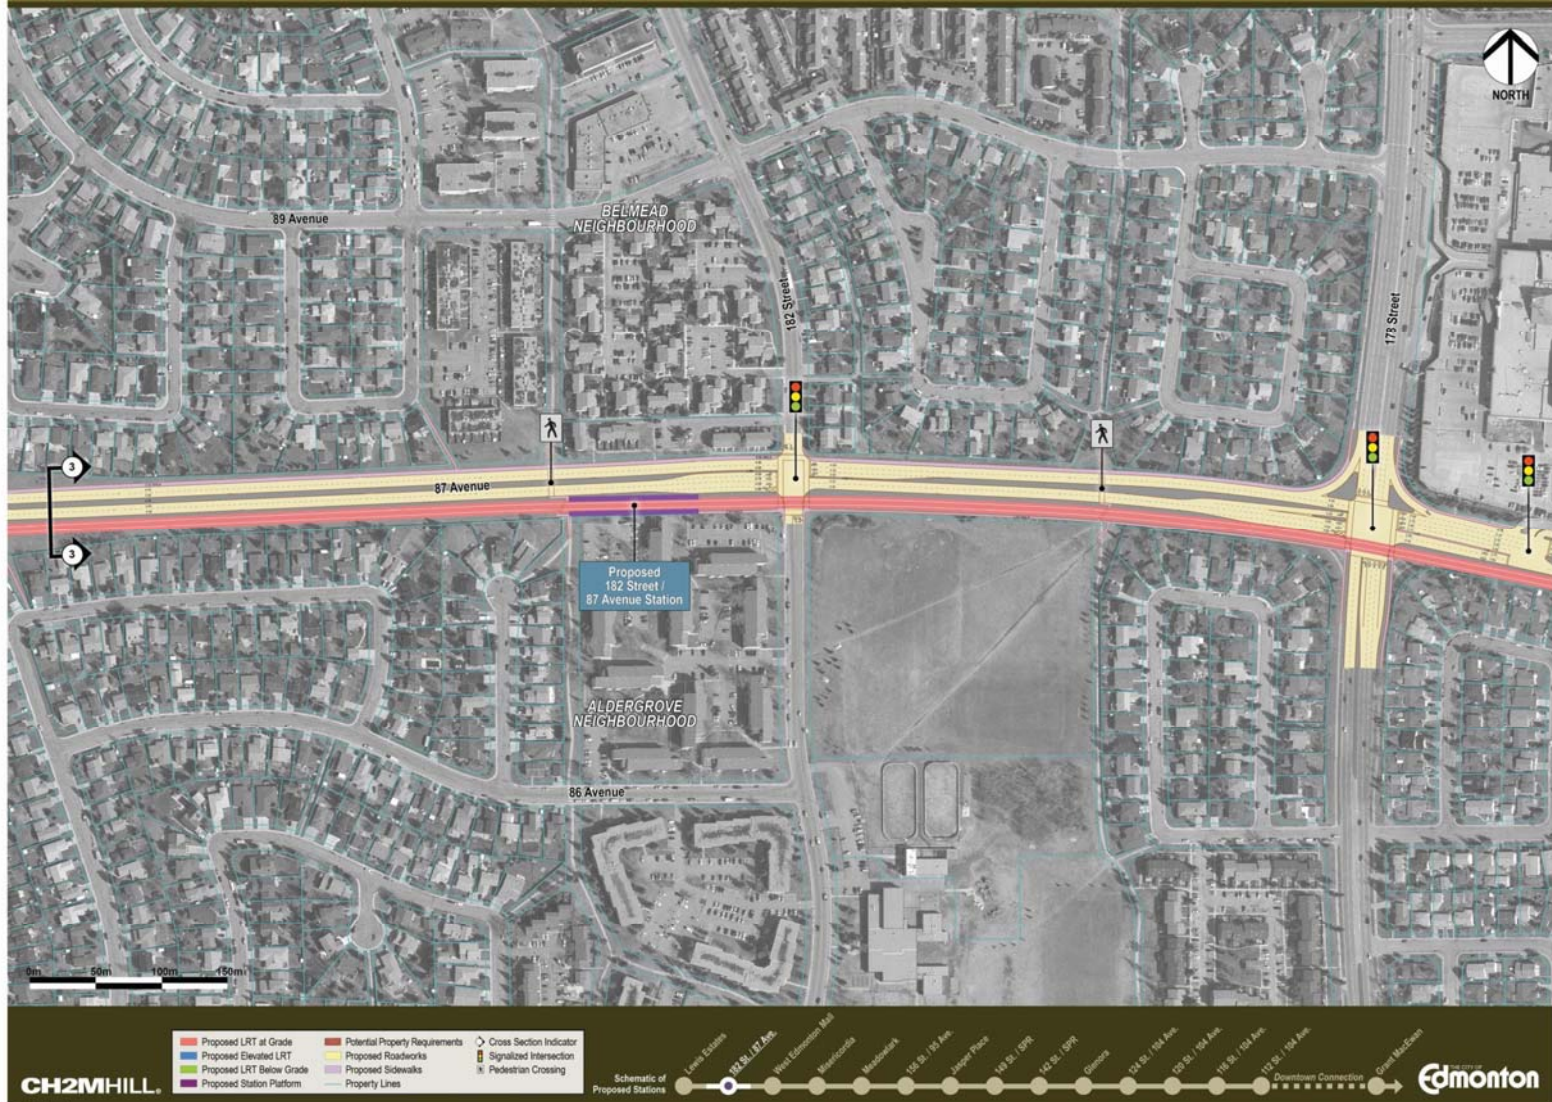 NORTH
89 Avenue
BELMEAD
NEIGHBOURHOOD
182 Street
178 Street
87 Avenue
3
3
Proposed
182 Street /
87 Avenue Station
ALDERGROVE
NEIGHBOURHOOD
86 Avenue
0m 50m 100m 150m
CH2MHILL®
Proposed LRT at Grade
Proposed Elevated LRT
Proposed LRT Below Grade
Proposed Station Platform
Potential Property Requirements
Proposed Roadworks
Proposed Sidewalks
Property Lines
Cross Section Indicator
Signalized Intersection
Pedestrian Crossing
Schematic of
Proposed Stations
Lewis Estates
182 St. / 87 Ave.
West Edmonton Mall
Misericordia
Meadowlark
156 St. / 95 Ave.
Jasper Place
149 St. / SPR
142 St. / SPR
Glenora
124 St. / 104 Ave.
120 St. / 104 Ave.
116 St. / 104 Ave.
112 St. / 104 Ave.
Downtown Connection
Grant MacEwan
THE CITY OF
Edmonton